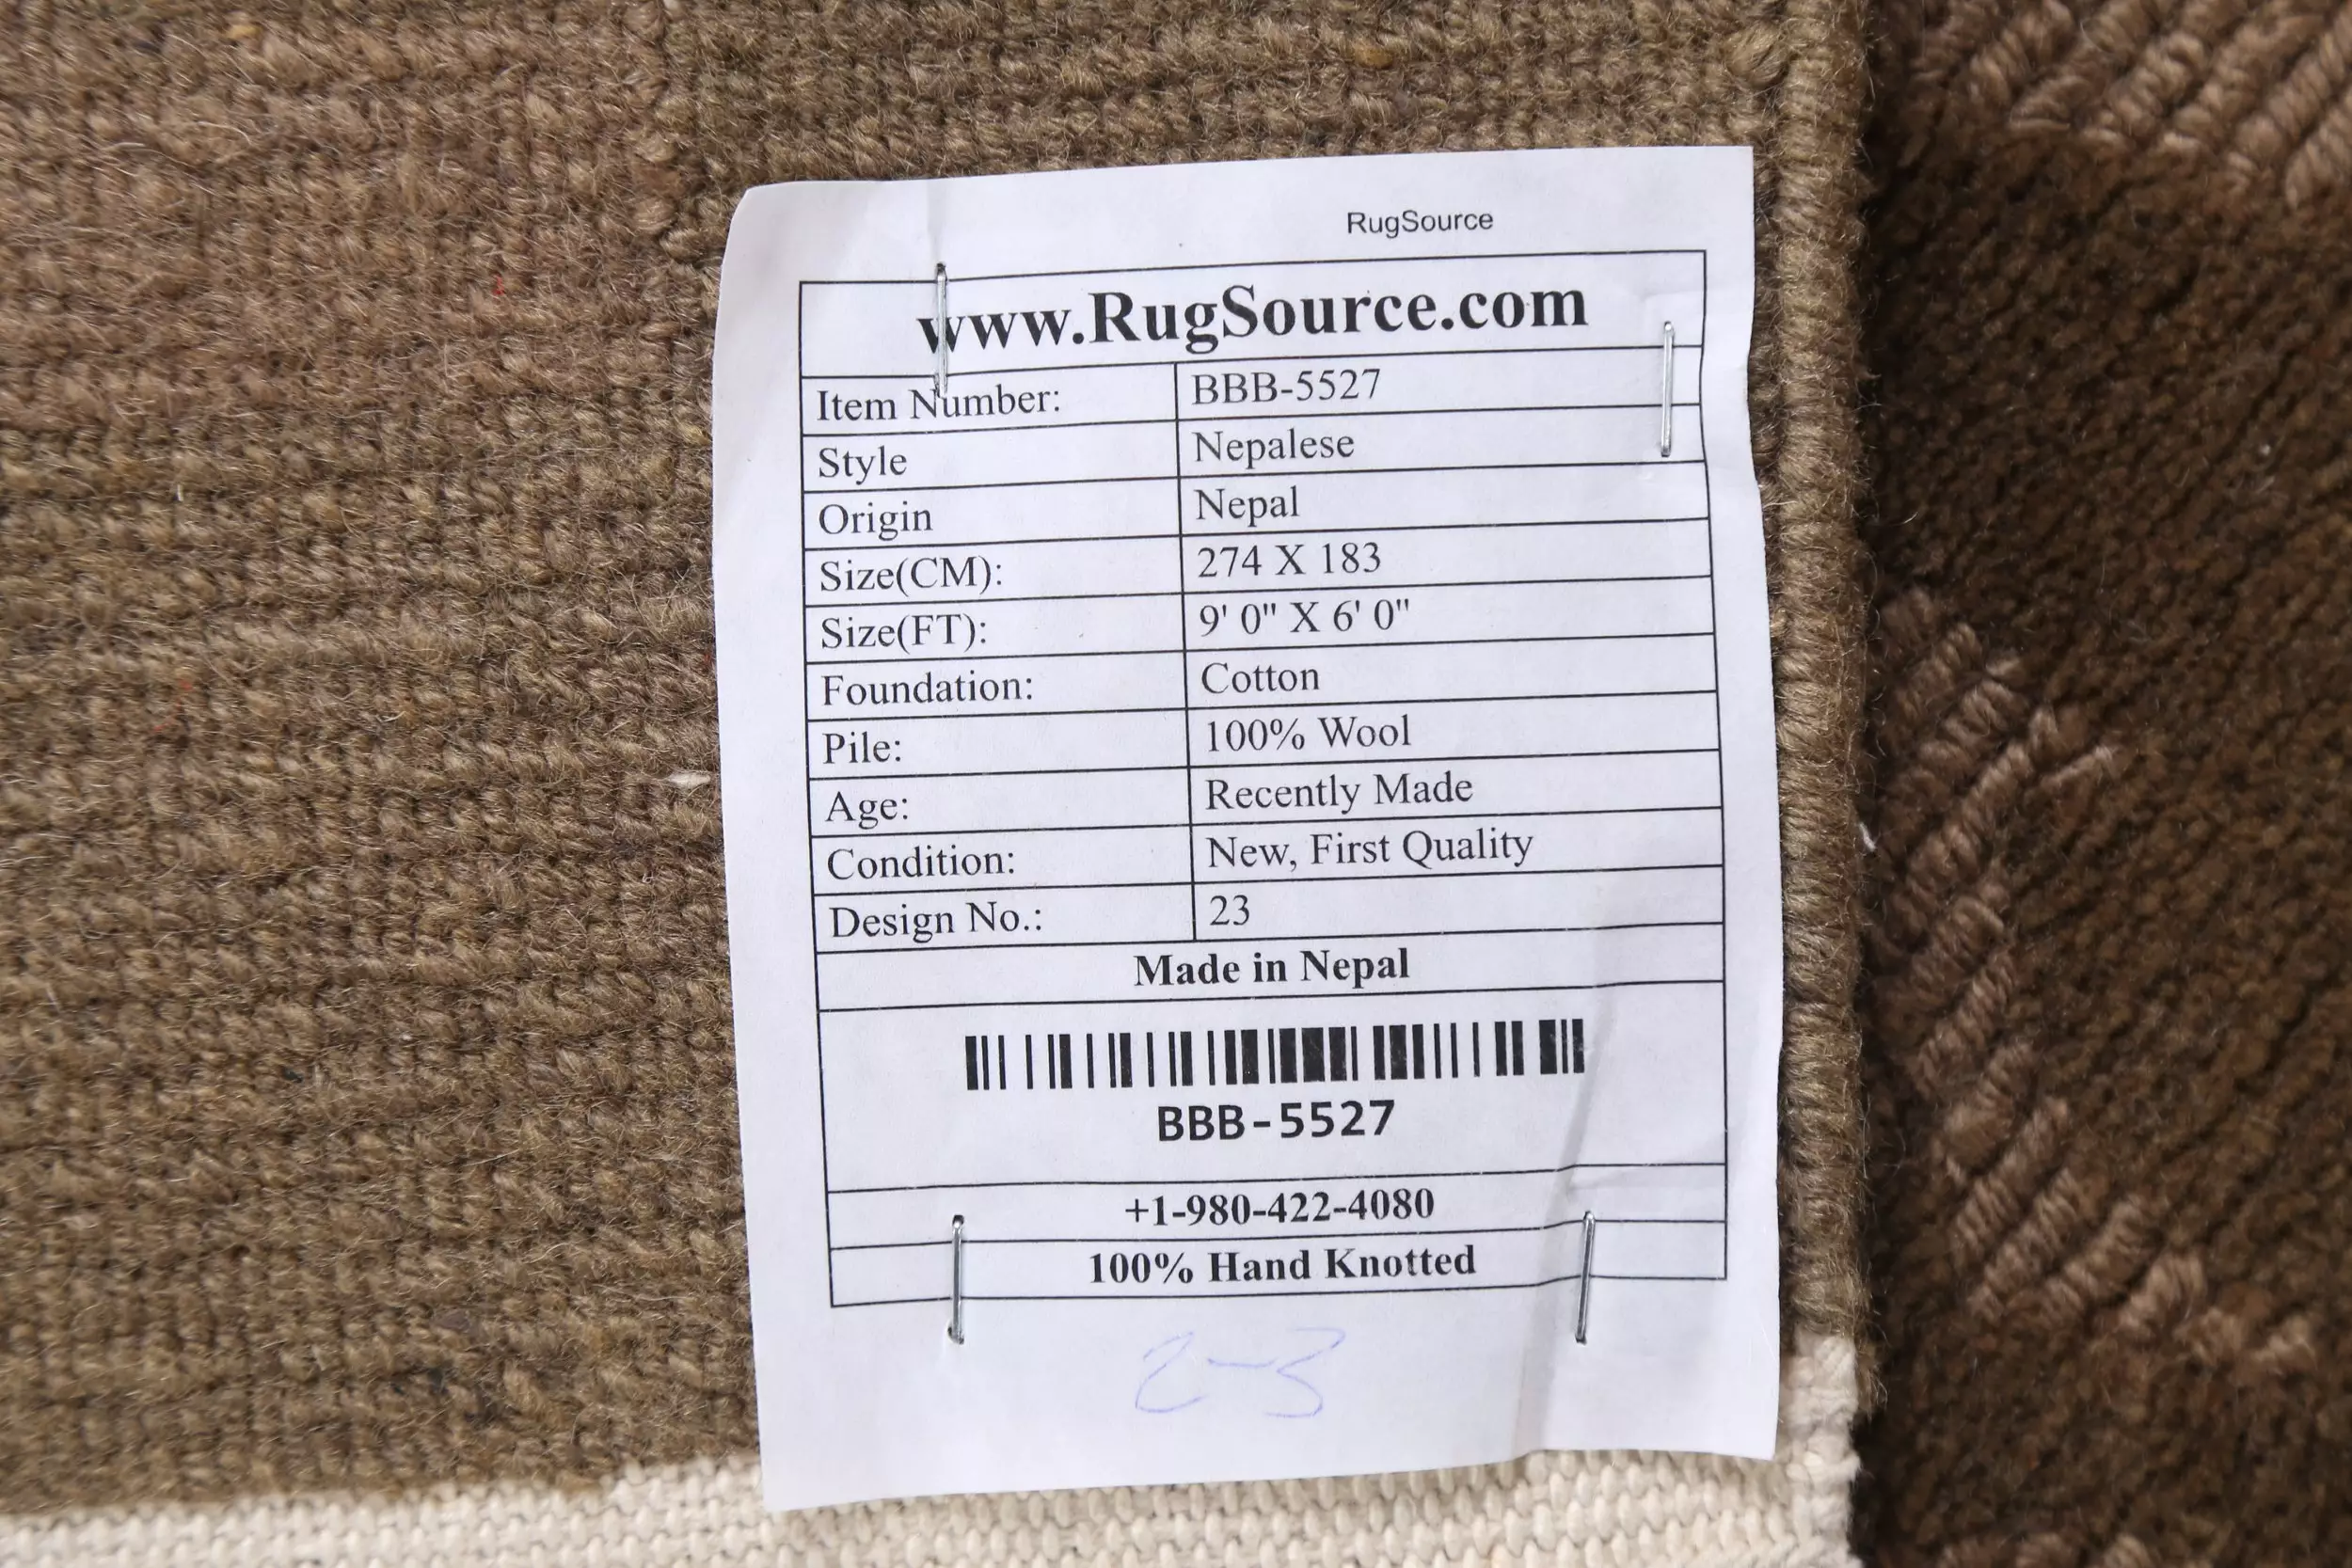 RugSource
www.RugSource.com
Item Number: BBB-5527
Style Nepalese
Origin Nepal
Size(CM): 274 X 183
Size(FT): 9' 0" X 6' 0"
Foundation: Cotton
Pile: 100% Wool
Age: Recently Made
Condition: New, First Quality
Design No.: 23
Made in Nepal
BBB-5527
+1-980-422-4080
100% Hand Knotted
2-3